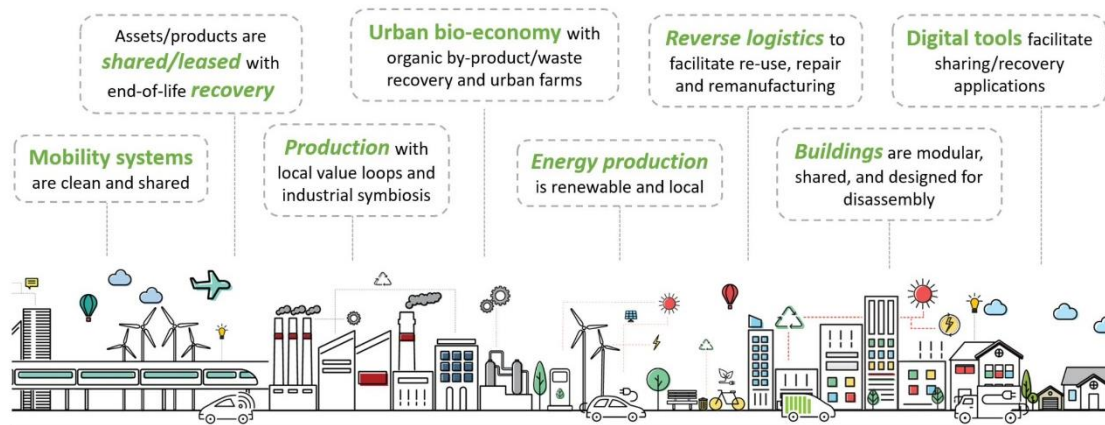 Assets/products are
shared/leased with
end-of-life recovery
Urban bio-economy with
organic by-product/waste
recovery and urban farms
Reverse logistics to
facilitate re-use, repair
and remanufacturing
Digital tools facilitate
sharing/recovery
applications
Mobility systems
are clean and shared
Production with
local value loops and
industrial symbiosis
Energy production
is renewable and local
Buildings are modular,
shared, and designed for
disassembly